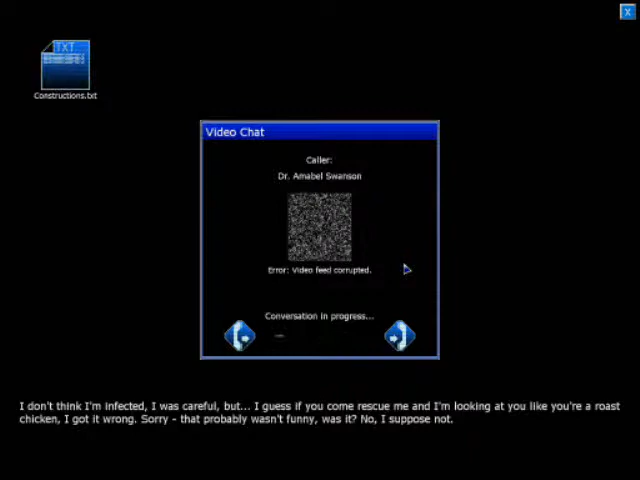 X
TXT
Constructions.txt
Video Chat
Caller:
Dr. Amabel Swanson
Error: Video feed corrupted.
Conversation in progress...
I don't think I'm infected, I was careful, but... I guess if you come rescue me and I'm looking at you like you're a roast
chicken, I got it wrong. Sorry - that probably wasn't funny, was it? No, I suppose not.